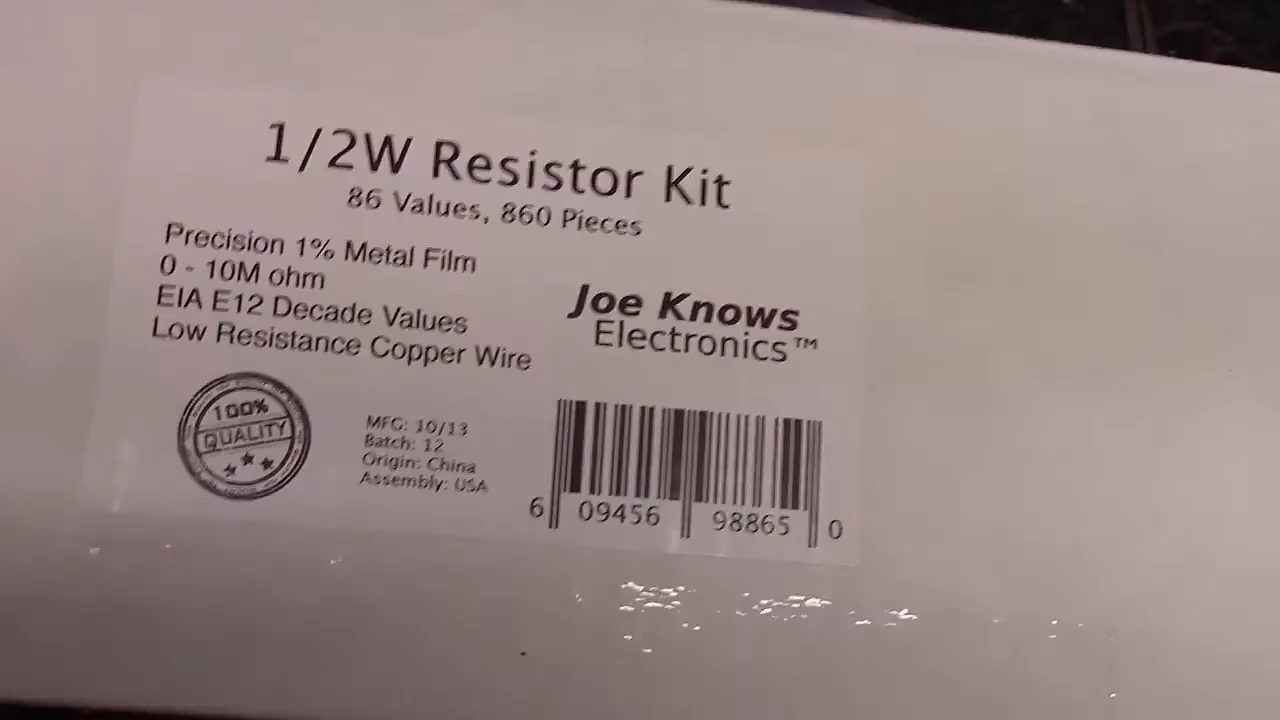 1/2W Resistor Kit
86 Values, 860 Pieces
Precision 1% Metal Film
0 - 10M ohm
EIA E12 Decade Values
Low Resistance Copper Wire
Joe Knows
Electronics™
100%
QUALITY
MFG: 10/13
Batch: 12
Origin: China
Assembly: USA
6 09456 98865 0